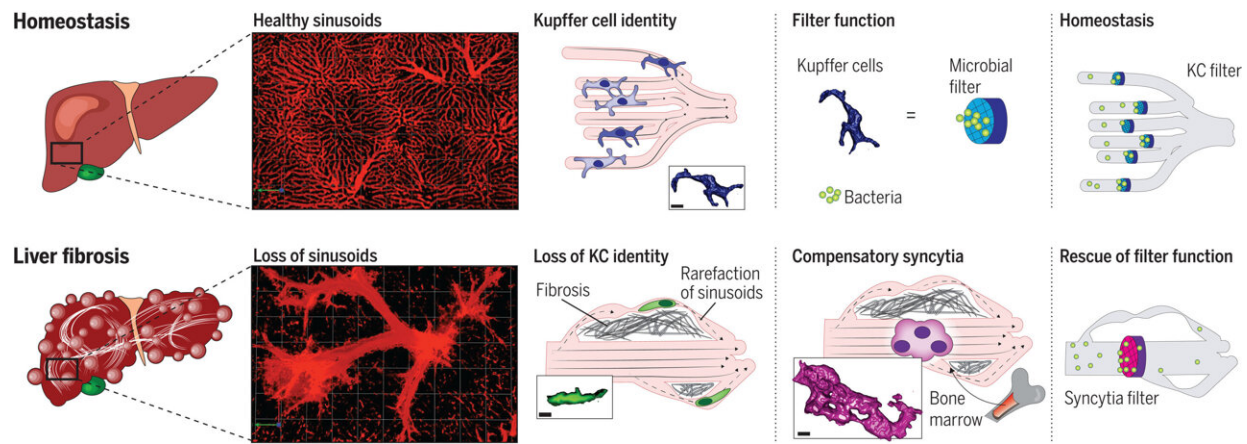 Homeostasis
Healthy sinusoids
Kupffer cell identity
Filter function
Kupffer cells
=
Microbial
filter
Bacteria
Homeostasis
KC filter
Liver fibrosis
Loss of sinusoids
Loss of KC identity
Fibrosis
Rarefaction
of sinusoids
Compensatory syncytia
Bone
marrow
Rescue of filter function
Syncytia filter